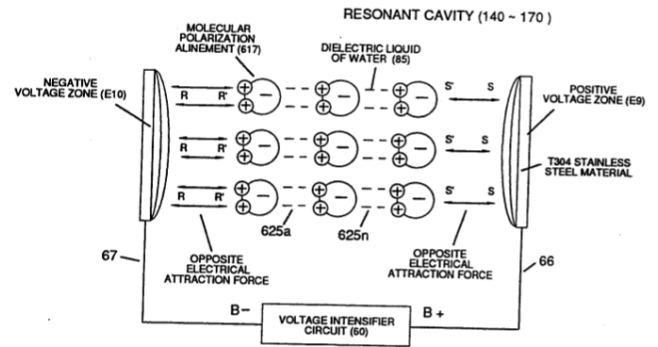 RESONANT CAVITY (140 ~ 170 )
MOLECULAR
POLARIZATION
ALINEMENT (617)
DIELECTRIC LIQUID
OF WATER (85)
NEGATIVE
VOLTAGE ZONE (E10)
POSITIVE
VOLTAGE ZONE (E9)
R R' + + − + + − + + − S' S
R R' + + − + + − + + − S' S
R R' + + − + + − + + − S' S
T304 STAINLESS
STEEL MATERIAL
625a
625n
OPPOSITE
ELECTRICAL
ATTRACTION FORCE
OPPOSITE
ELECTRICAL
ATTRACTION FORCE
67
66
B−
B +
VOLTAGE INTENSIFIER
CIRCUIT (60)